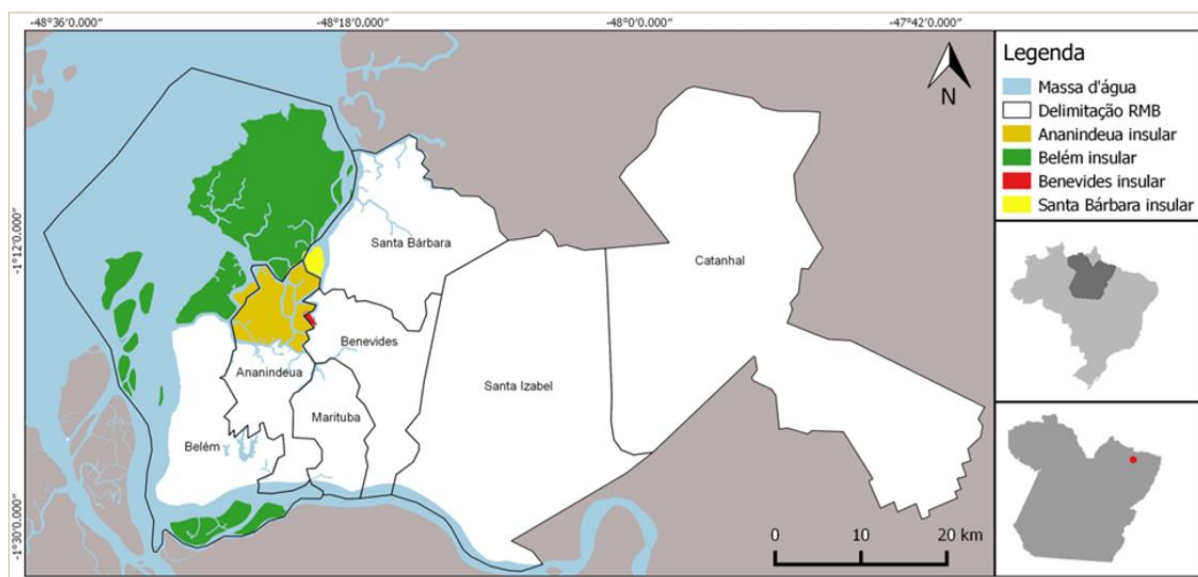 -48°36'0.000"
-48°18'0.000"
-48°0'0.000"
-47°42'0.000"
-1°12'0.000"
-1°30'0.000"
Santa Bárbara
Catanhal
Benevides
Ananindeua
Santa Izabel
Marituba
Belém
N
0 10 20 km
Legenda
Massa d'água
Delimitação RMB
Ananindeua insular
Belém insular
Benevides insular
Santa Bárbara insular